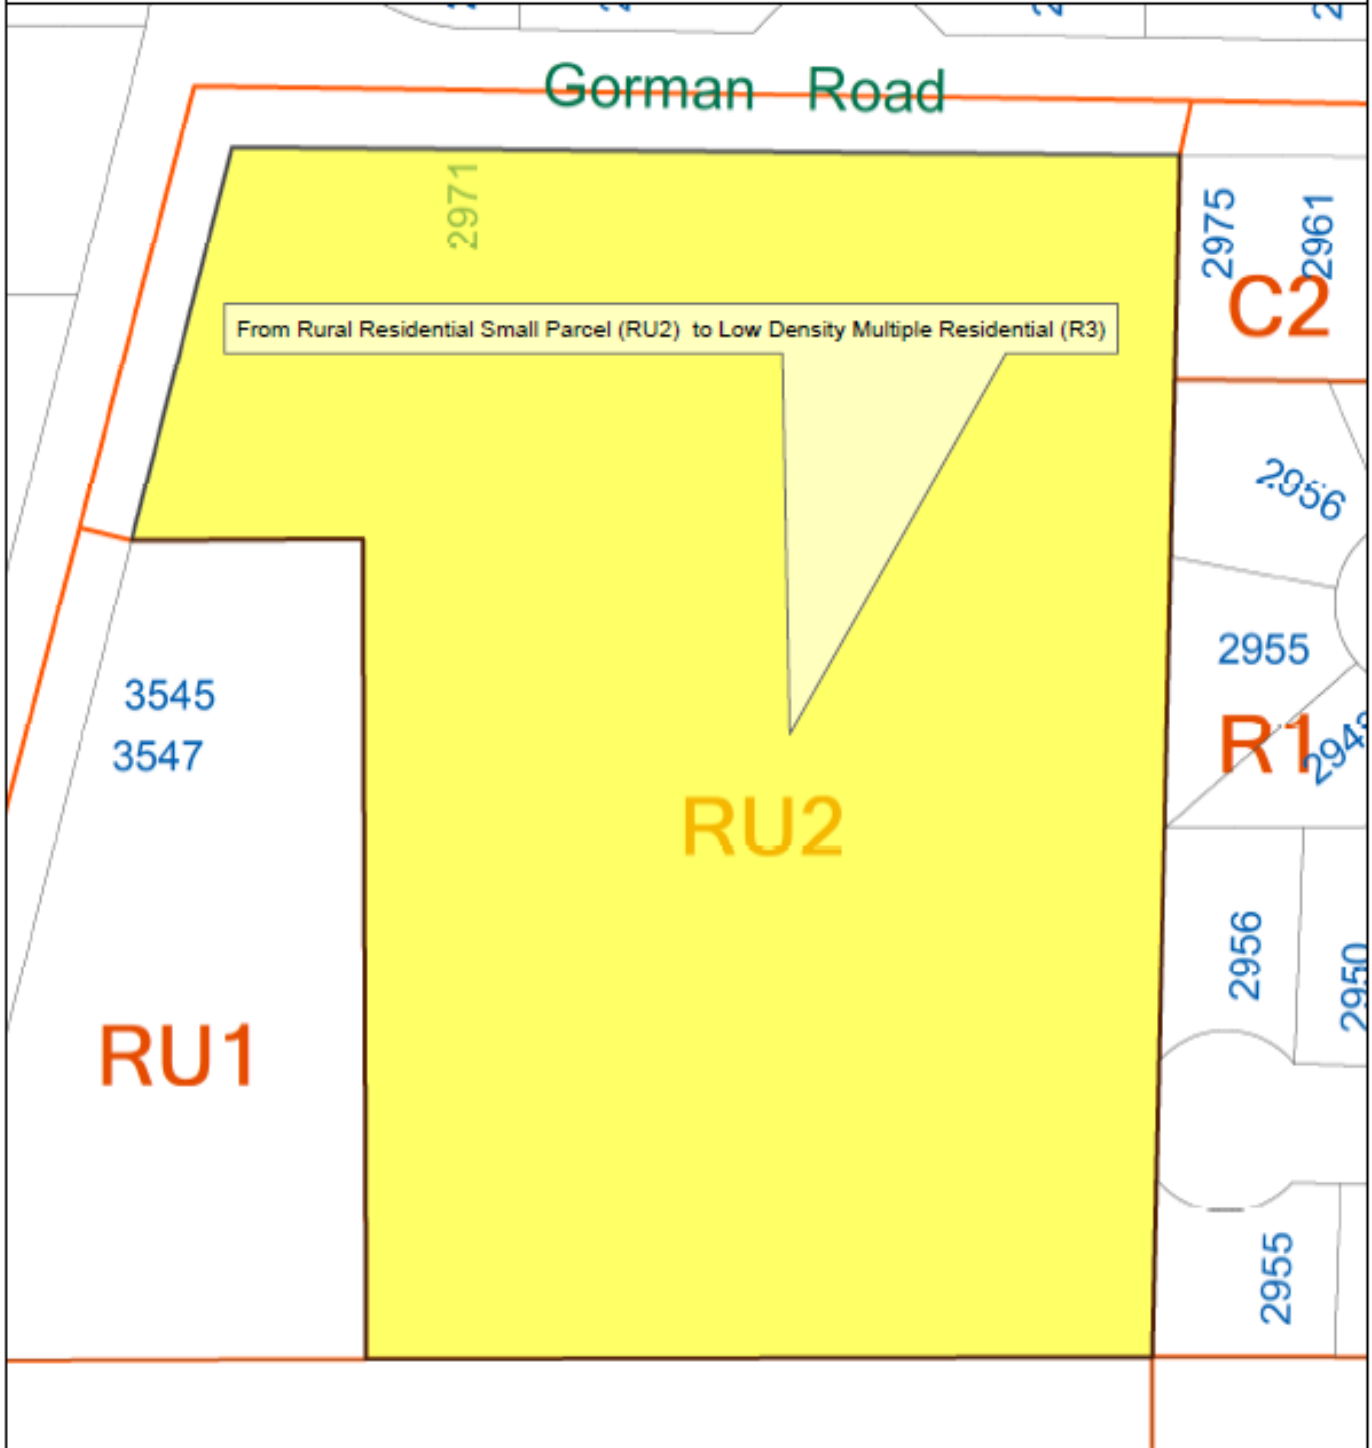 Gorman Road
2971
2975
2961
C2
From Rural Residential Small Parcel (RU2) to Low Density Multiple Residential (R3)
2956
2955
3545
R1
3547
RU2
2956
2950
RU1
2955